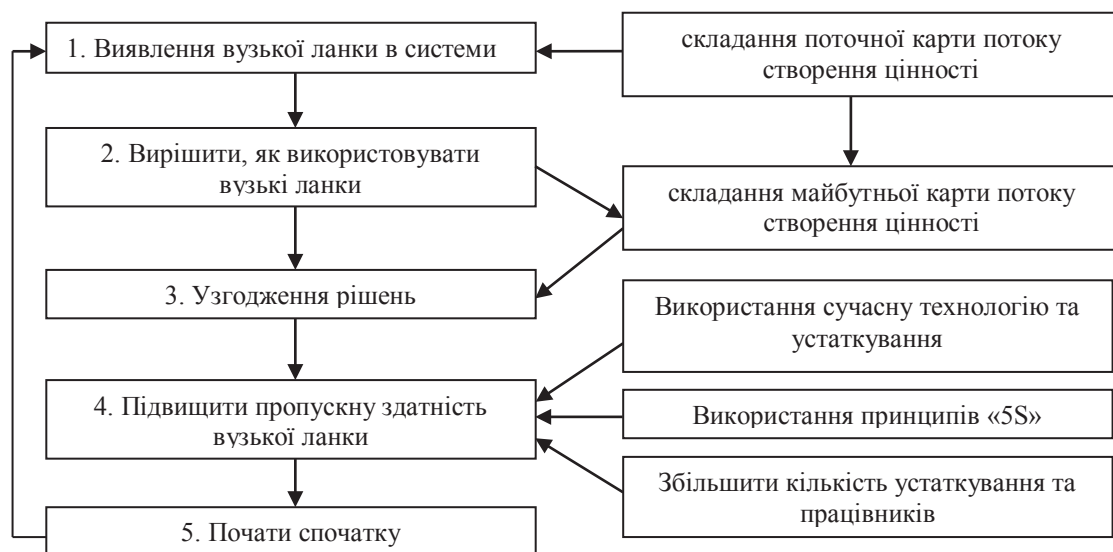 1. Виявлення вузької ланки в системи
складання поточної карти потоку
створення цінності
2. Вирішити, як використовувати
вузькі ланки
складання майбутньої карти потоку
створення цінності
3. Узгодження рішень
Використання сучасну технологію та
устаткування
4. Підвищити пропускну здатність
вузької ланки
Використання принципів «5S»
Збільшити кількість устаткування та
працівників
5. Почати спочатку